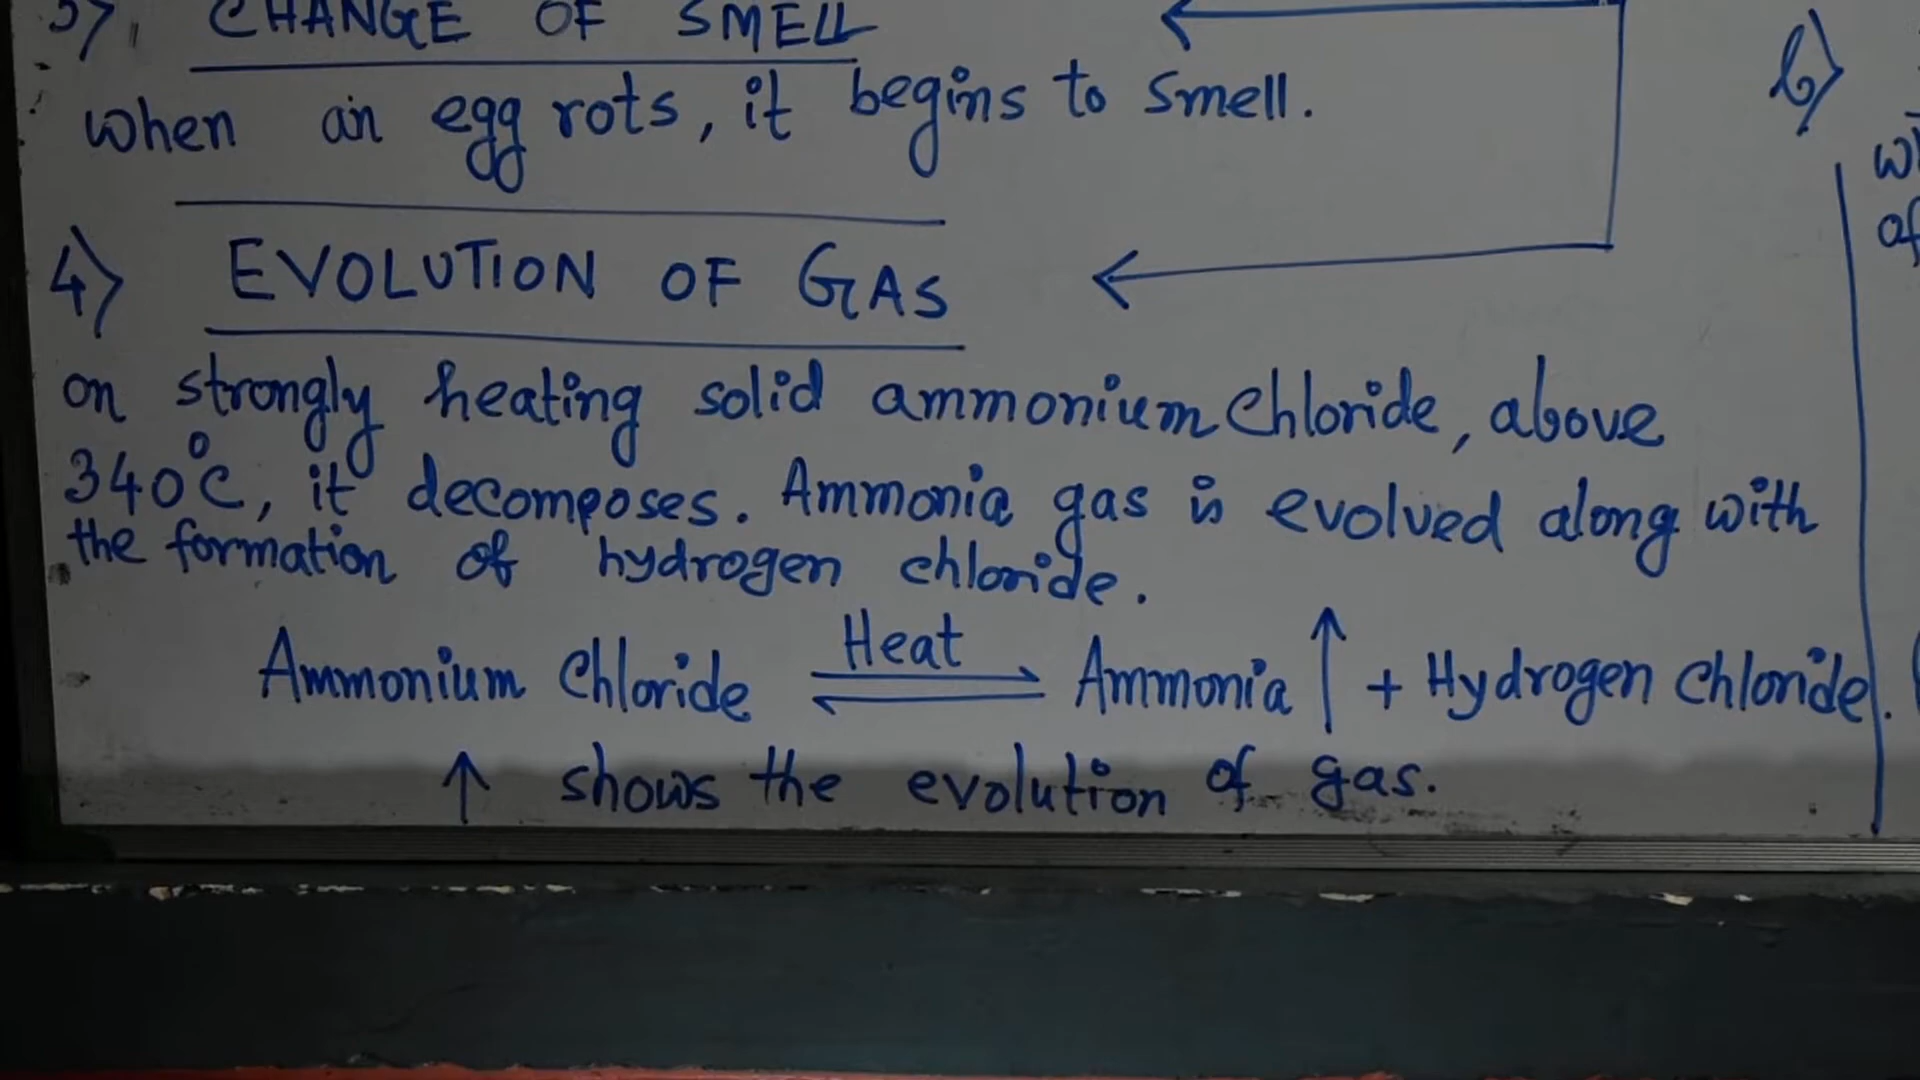 3) CHANGE OF SMELL
when an egg rots, it begins to smell.
4) EVOLUTION OF GAS
on strongly heating solid ammonium chloride, above
340°C, it decomposes. Ammonia gas is evolved along with
the formation of hydrogen chloride.
Ammonium Chloride ⇌ Heat Ammonia ↑ + Hydrogen Chloride.
↑ shows the evolution of gas.
6)